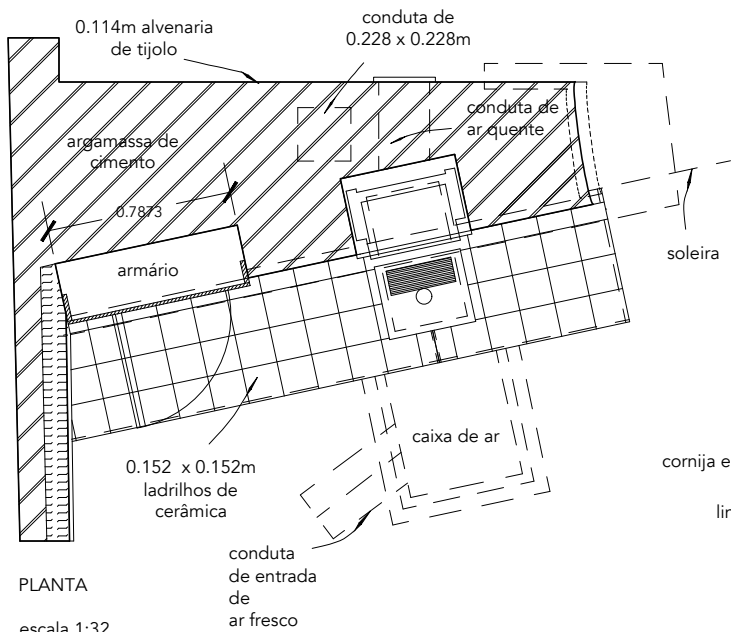 0.114m alvenaria
de tijolo
conduta de
0.228 x 0.228m
conduta de
ar quente
argamassa de
cimento
0.7873
armário
soleira
caixa de ar
0.152 x 0.152m
ladrilhos de
cerâmica
cornija e
lin
conduta
de entrada
de
ar fresco
PLANTA
escala 1:32